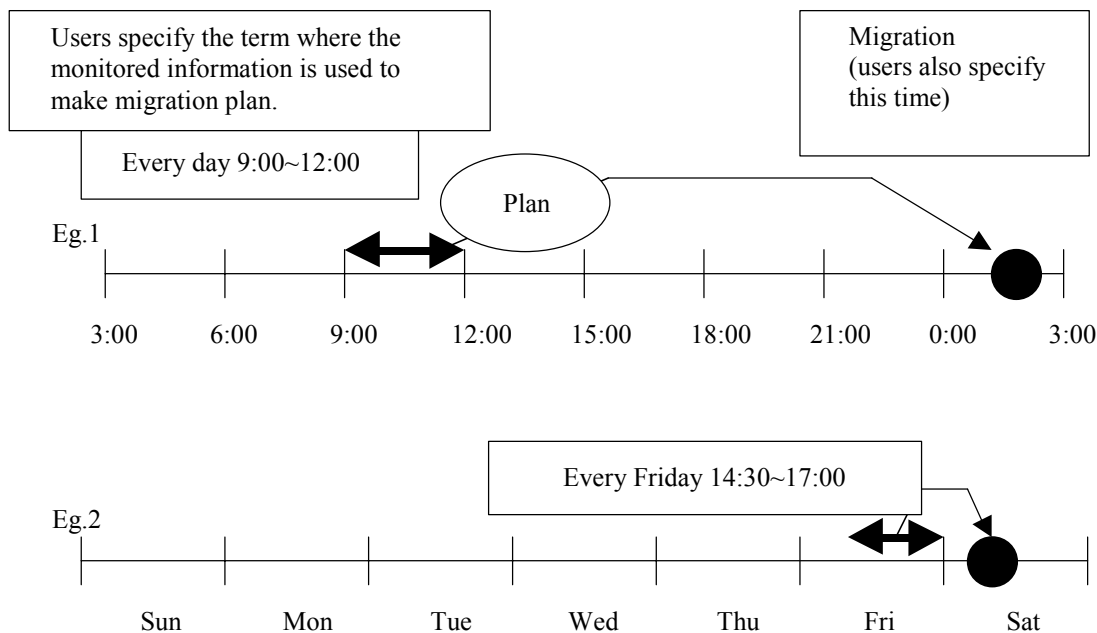 Users specify the term where the
monitored information is used to
make migration plan.
Migration
(users also specify
this time)
Every day 9:00~12:00
Plan
Eg.1
3:00 6:00 9:00 12:00 15:00 18:00 21:00 0:00 3:00
Every Friday 14:30~17:00
Eg.2
Sun Mon Tue Wed Thu Fri Sat